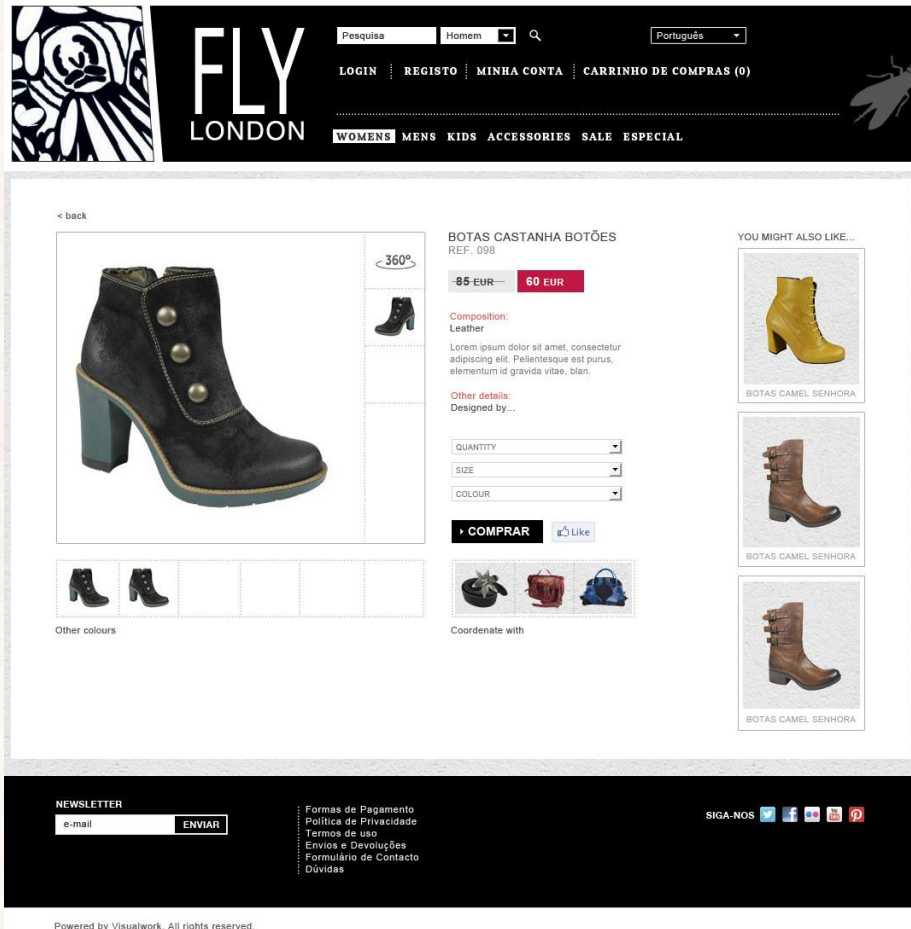 FLY
LONDON
Pesquisa
Homem
Português
LOGIN
REGISTO
MINHA CONTA
CARRINHO DE COMPRAS (0)
WOMENS MENS KIDS ACCESSORIES SALE ESPECIAL
< back
360º
BOTAS CASTANHA BOTÕES
REF. 098
85 EUR
60 EUR
Composition:
Leather
Lorem ipsum dolor sit amet, consectetur
adipiscing elit. Pellentesque est purus,
elementum id gravida vitae, blan.
Other details:
Designed by...
QUANTITY
SIZE
COLOUR
COMPRAR
Like
Other colours
Coordenate with
YOU MIGHT ALSO LIKE...
BOTAS CAMEL SENHORA
BOTAS CAMEL SENHORA
BOTAS CAMEL SENHORA
NEWSLETTER
e-mail
ENVIAR
Formas de Pagamento
Política de Privacidade
Termos de uso
Envios e Devoluções
Formulário de Contacto
Dúvidas
SIGA-NOS
You Tube
Powered by Visualwork. All rights reserved.